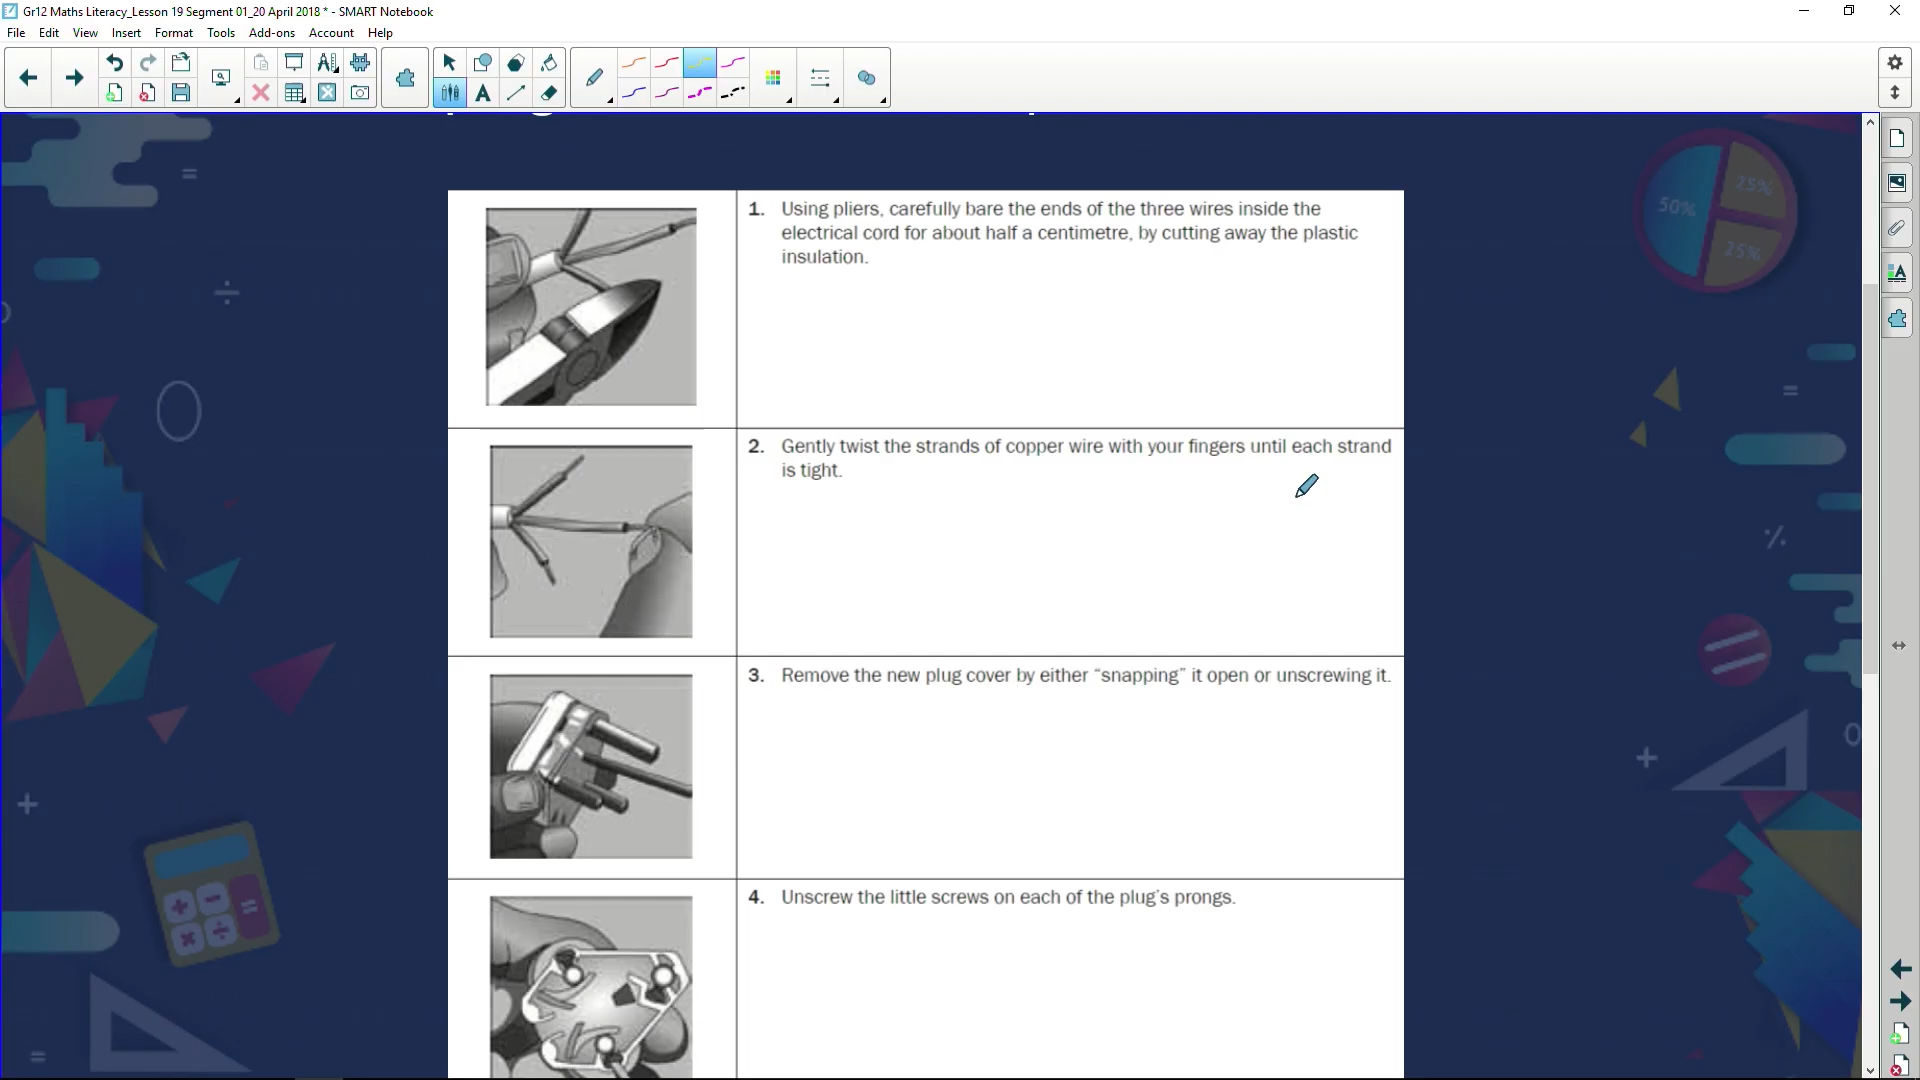 Gr12 Maths Literacy_Lesson 19 Segment 01_20 April 2018 * - SMART Notebook
File Edit View Insert Format Tools Add-ons Account Help
50%
25%
25%
1. Using pliers, carefully bare the ends of the three wires inside the
electrical cord for about half a centimetre, by cutting away the plastic
insulation.
2. Gently twist the strands of copper wire with your fingers until each strand
is tight.
3. Remove the new plug cover by either “snapping” it open or unscrewing it.
4. Unscrew the little screws on each of the plug’s prongs.